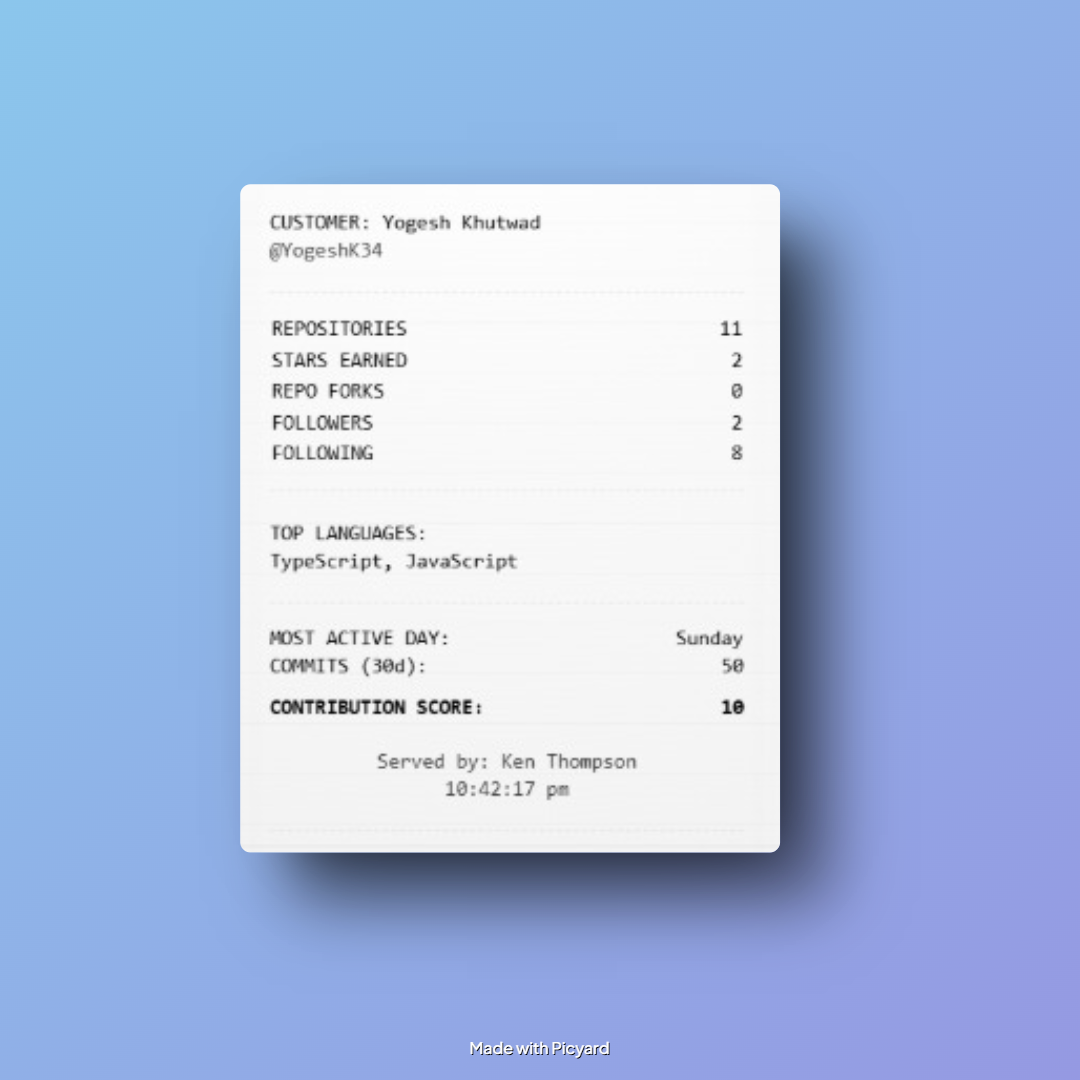 CUSTOMER: Yogesh Khutwad
@YogeshK34
REPOSITORIES 11
STARS EARNED 2
REPO FORKS 0
FOLLOWERS 2
FOLLOWING 8
TOP LANGUAGES:
TypeScript, JavaScript
MOST ACTIVE DAY: Sunday
COMMITS (30d): 50
CONTRIBUTION SCORE: 10
Served by: Ken Thompson
10:42:17 pm
Made with Picyard